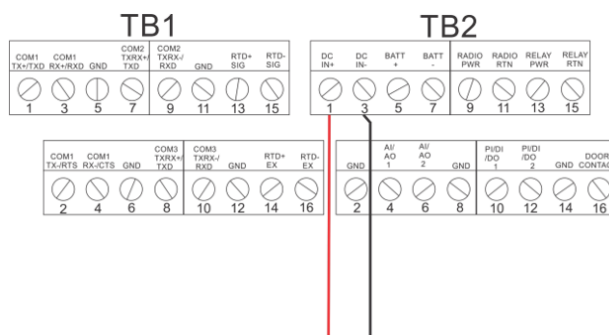 TB1
TB2
COM1 TX+/TXD
COM1 RX+/RXD
GND
COM2 TXRX+/ TXD
COM2 TXRX-/ RXD
GND
RTD+ SIG
RTD- SIG
1 3 5 7 9 11 13 15
DC IN+
DC IN-
BATT +
BATT -
RADIO PWR
RADIO RTN
RELAY PWR
RELAY RTN
1 3 5 7 9 11 13 15
COM1 TX-/RTS
COM1 RX-/CTS
GND
COM3 TXRX+/ TXD
COM3 TXRX-/ RXD
GND
RTD+ EX
RTD- EX
2 4 6 8 10 12 14 16
GND
AI/ AO 1
AI/ AO 2
GND
PI/DI /DO 1
PI/DI /DO 2
GND
DOOR CONTAC
2 4 6 8 10 12 14 16